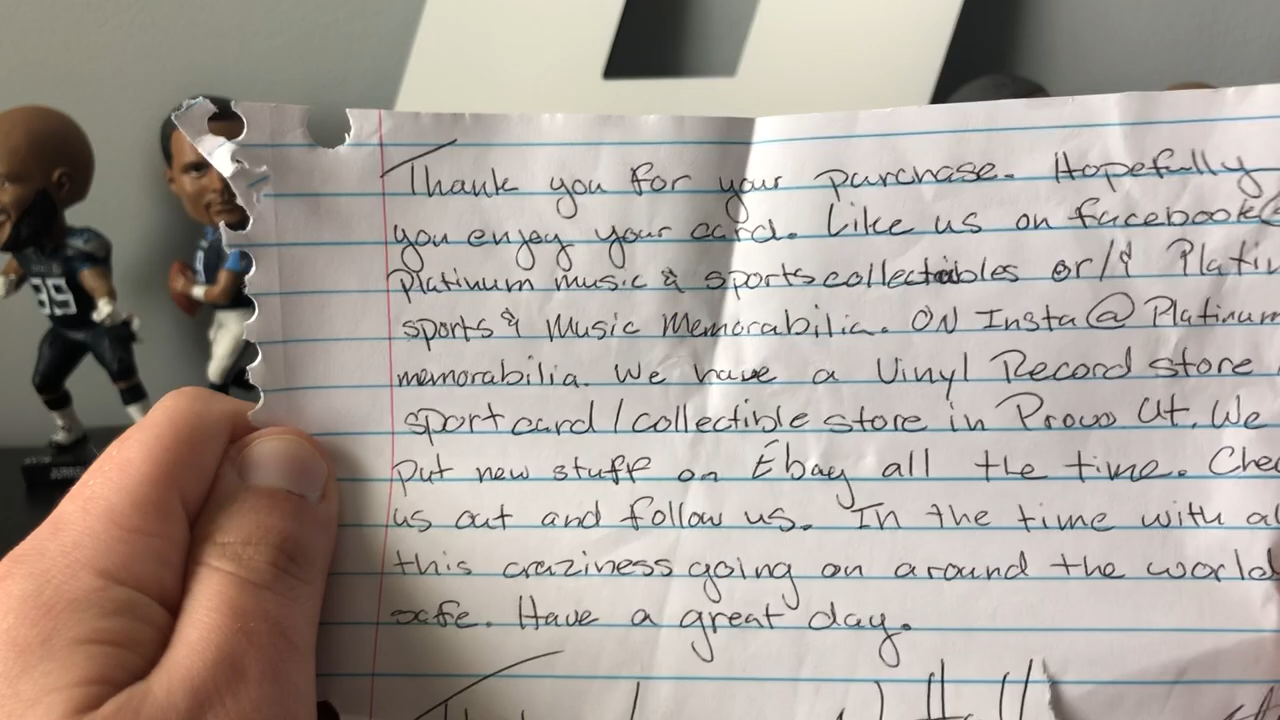 Thank you for your purchase. Hopefully
you enjoy your card. Like us on facebook@
Platinum music & sports collectables or/& Platin
sports & Music Memorabilia. ON Insta@Platinum
memorabilia. We have a Vinyl Record store
sport card/collectible store in Provo Ut. We
put new stuff on Ebay all the time. Chec
us out and follow us. In the time with al
this craziness going on around the world
safe. Have a great day.
99